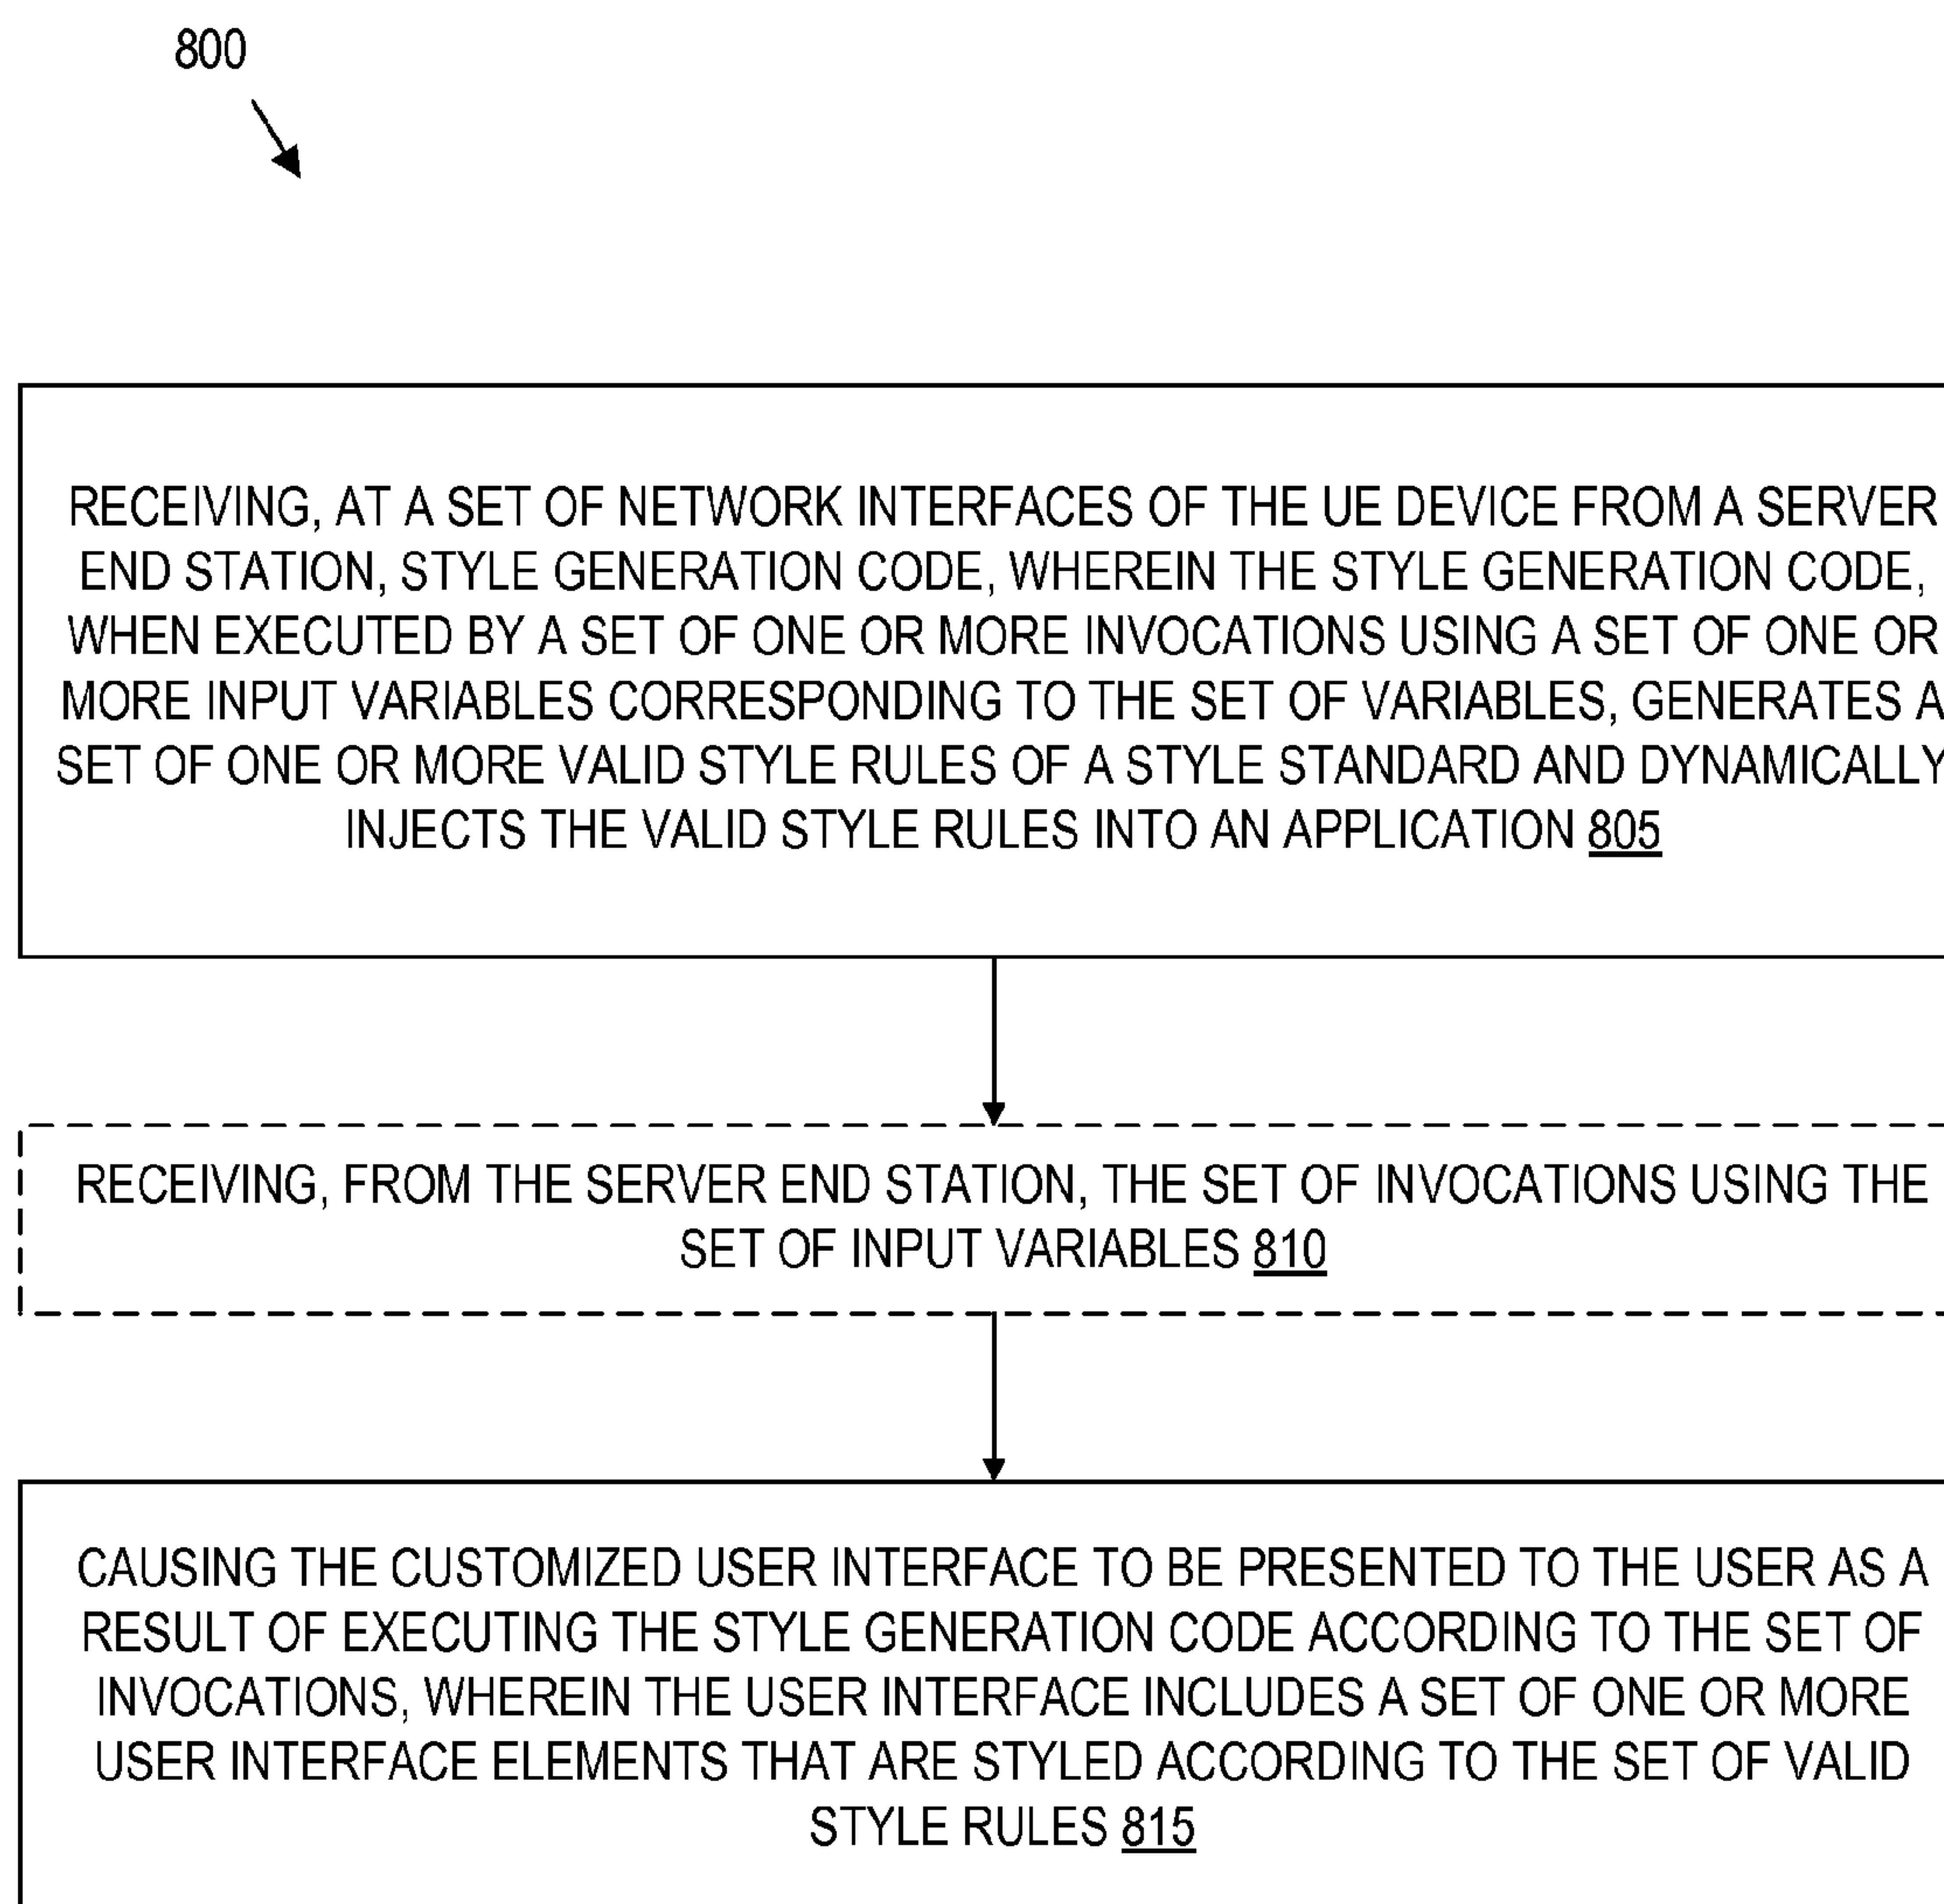 800
RECEIVING, AT A SET OF NETWORK INTERFACES OF THE UE DEVICE FROM A SERVER
END STATION, STYLE GENERATION CODE, WHEREIN THE STYLE GENERATION CODE,
WHEN EXECUTED BY A SET OF ONE OR MORE INVOCATIONS USING A SET OF ONE OR
MORE INPUT VARIABLES CORRESPONDING TO THE SET OF VARIABLES, GENERATES A
SET OF ONE OR MORE VALID STYLE RULES OF A STYLE STANDARD AND DYNAMICALLY
INJECTS THE VALID STYLE RULES INTO AN APPLICATION 805
RECEIVING, FROM THE SERVER END STATION, THE SET OF INVOCATIONS USING THE
SET OF INPUT VARIABLES 810
CAUSING THE CUSTOMIZED USER INTERFACE TO BE PRESENTED TO THE USER AS A
RESULT OF EXECUTING THE STYLE GENERATION CODE ACCORDING TO THE SET OF
INVOCATIONS, WHEREIN THE USER INTERFACE INCLUDES A SET OF ONE OR MORE
USER INTERFACE ELEMENTS THAT ARE STYLED ACCORDING TO THE SET OF VALID
STYLE RULES 815